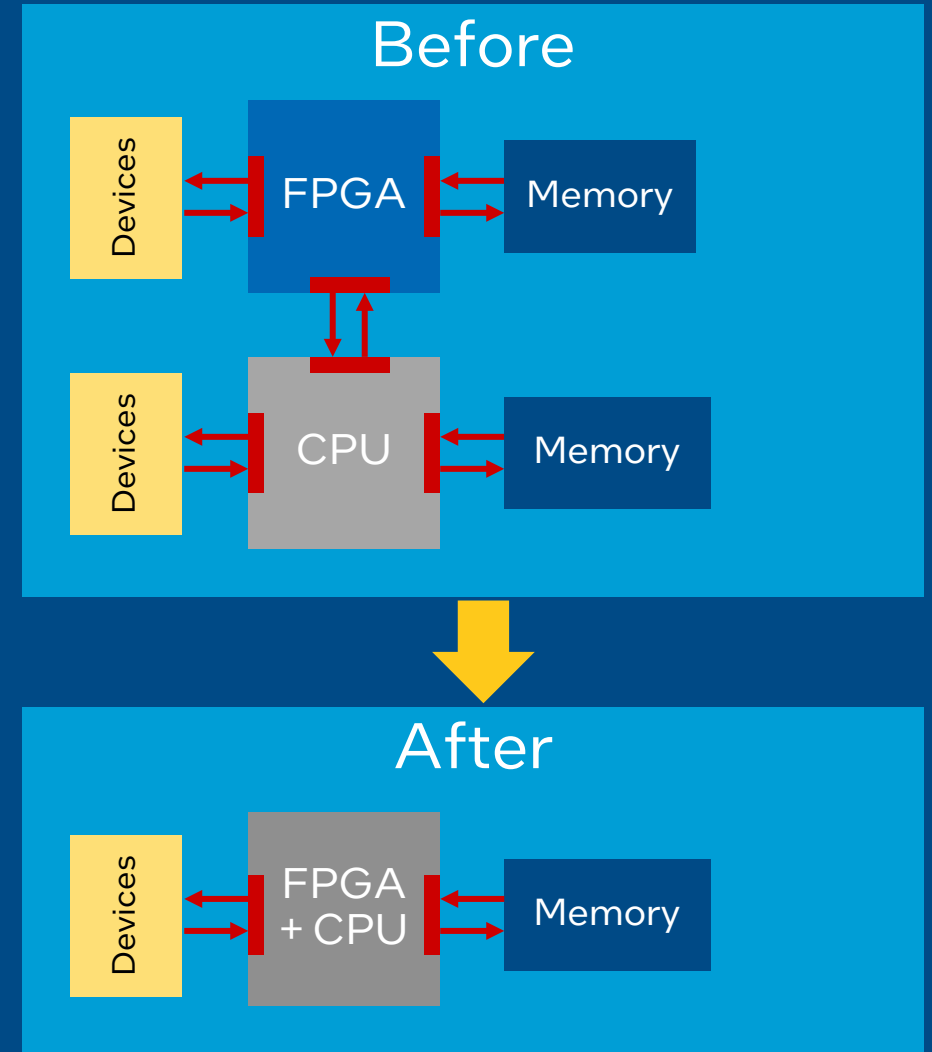 Before
Devices
FPGA
Memory
Devices
CPU
Memory
After
Devices
FPGA
+ CPU
Memory